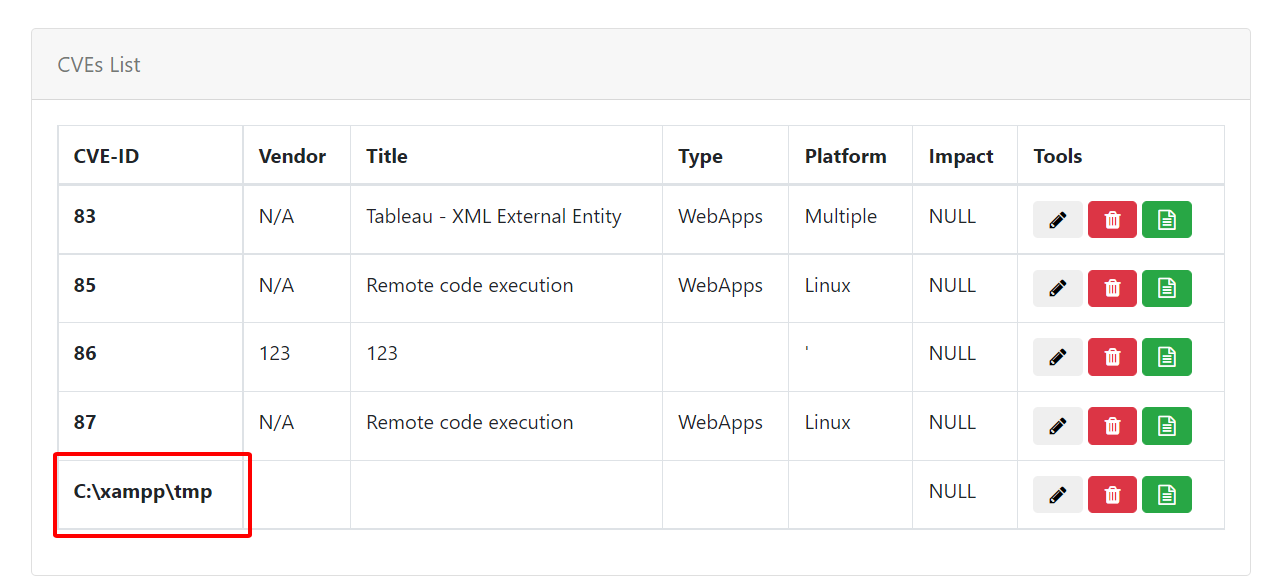 CVEs List
CVE-ID Vendor Title Type Platform Impact Tools
83 N/A Tableau - XML External Entity WebApps Multiple NULL
85 N/A Remote code execution WebApps Linux NULL
86 123 123 ' NULL
87 N/A Remote code execution WebApps Linux NULL
C:\xampp\tmp NULL